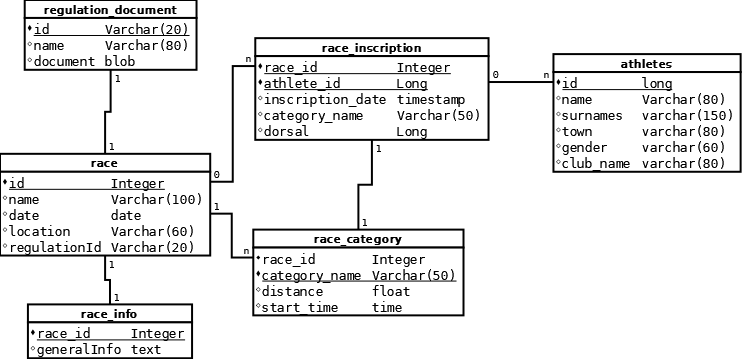 regulation_document
id Varchar(20)
name Varchar(80)
document blob
1
1
race
id Integer
name Varchar(100)
date date
location Varchar(60)
regulationId Varchar(20)
0
n
1
n
1
1
race_info
race_id Integer
generalInfo text
race_inscription
race_id Integer
athlete_id Long
inscription_date timestamp
category_name Varchar(50)
dorsal Long
0
n
1
1
race_category
race_id Integer
category_name Varchar(50)
distance float
start_time time
athletes
id long
name Varchar(80)
surnames varchar(150)
town varchar(80)
gender varchar(60)
club_name varchar(80)